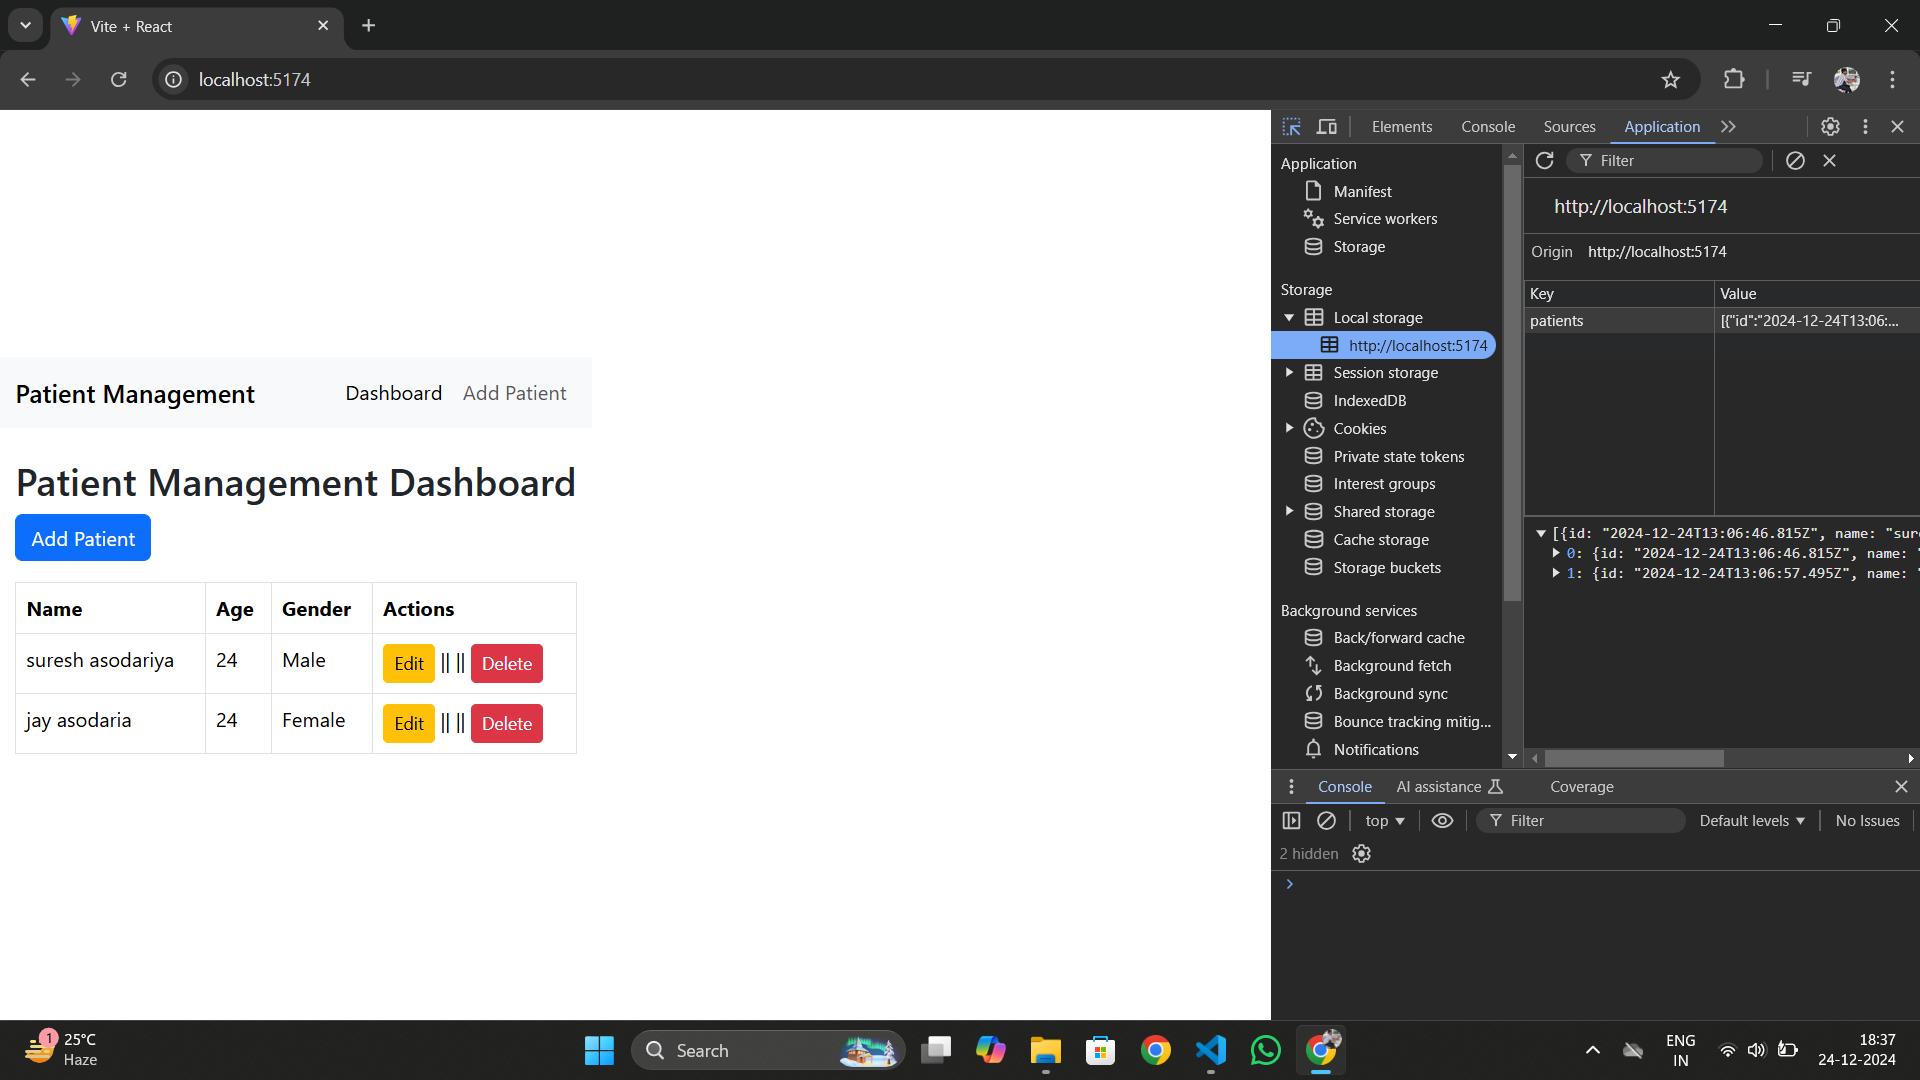 Vite + React
localhost:5174
Elements Console Sources Application
Application
Manifest
Service workers
Storage
Storage
Local storage
http://localhost:5174
Session storage
IndexedDB
Cookies
Private state tokens
Interest groups
Shared storage
Cache storage
Storage buckets
Background services
Back/forward cache
Background fetch
Background sync
Bounce tracking mitig...
Notifications
Filter
http://localhost:5174
Origin http://localhost:5174
Key Value
patients [{"id":"2024-12-24T13:06:...
[{id: "2024-12-24T13:06:46.815Z", name: "sur
0: {id: "2024-12-24T13:06:46.815Z", name: "
1: {id: "2024-12-24T13:06:57.495Z", name: "
Console AI assistance Coverage
top Filter Default levels No Issues
2 hidden
Patient Management Dashboard Add Patient
Patient Management Dashboard
Add Patient
Name Age Gender Actions
suresh asodariya 24 Male Edit || || Delete
jay asodaria 24 Female Edit || || Delete
1 25°C
Haze
Search
ENG
IN
18:37
24-12-2024